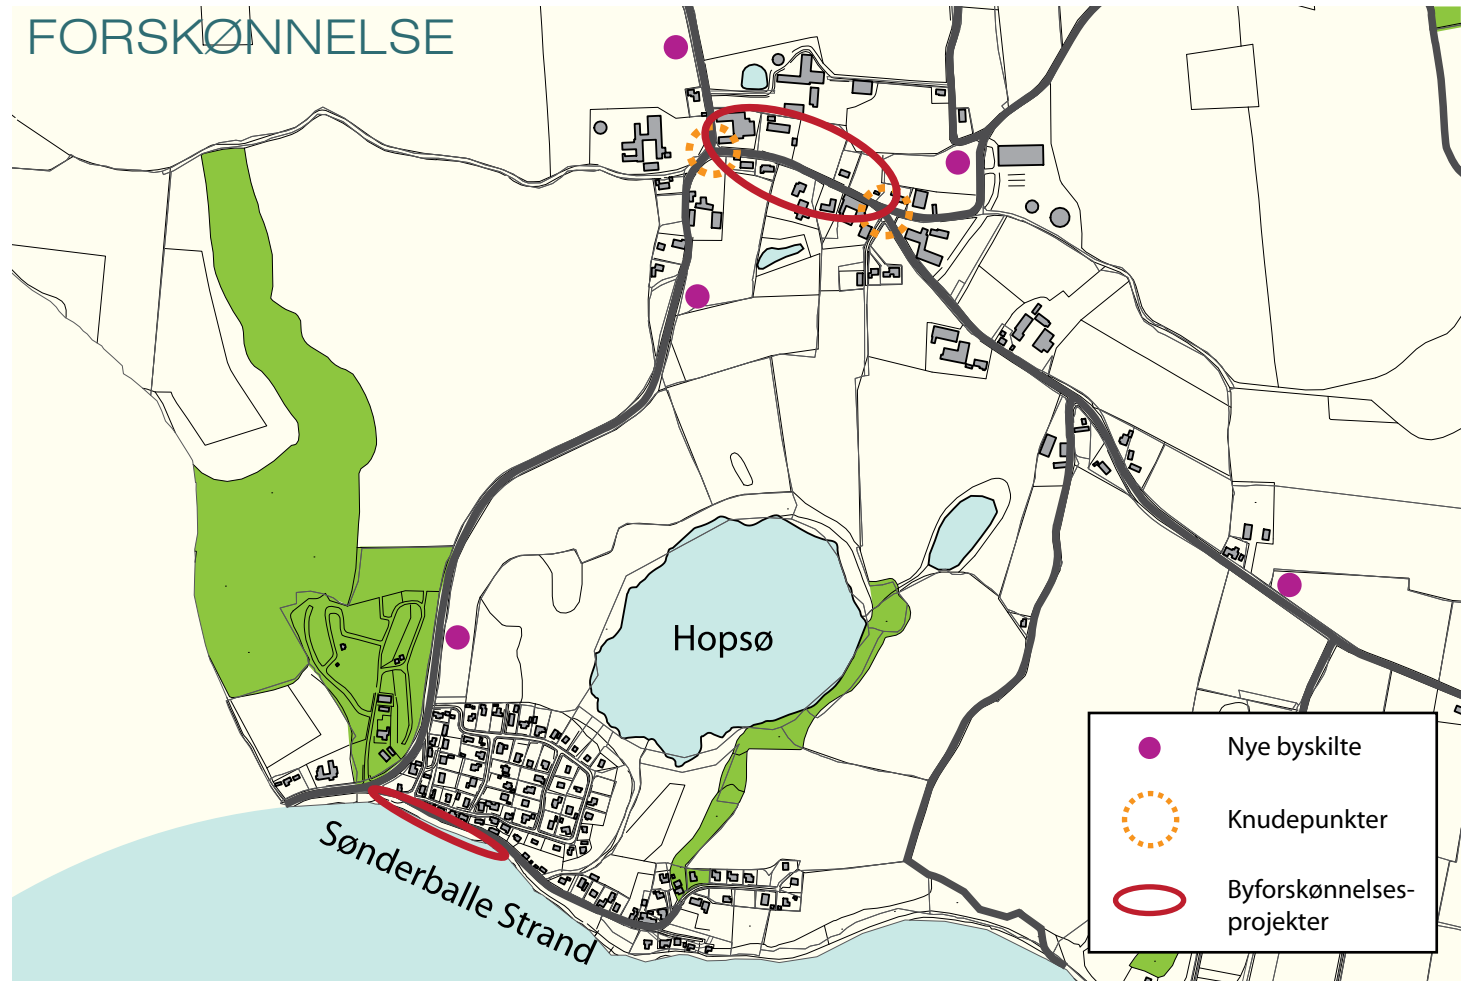 FORSKØNNELSE
Hopsø
Sønderballe Strand
Nye byskilte
Knudepunkter
Byforskønnelses-
projekter